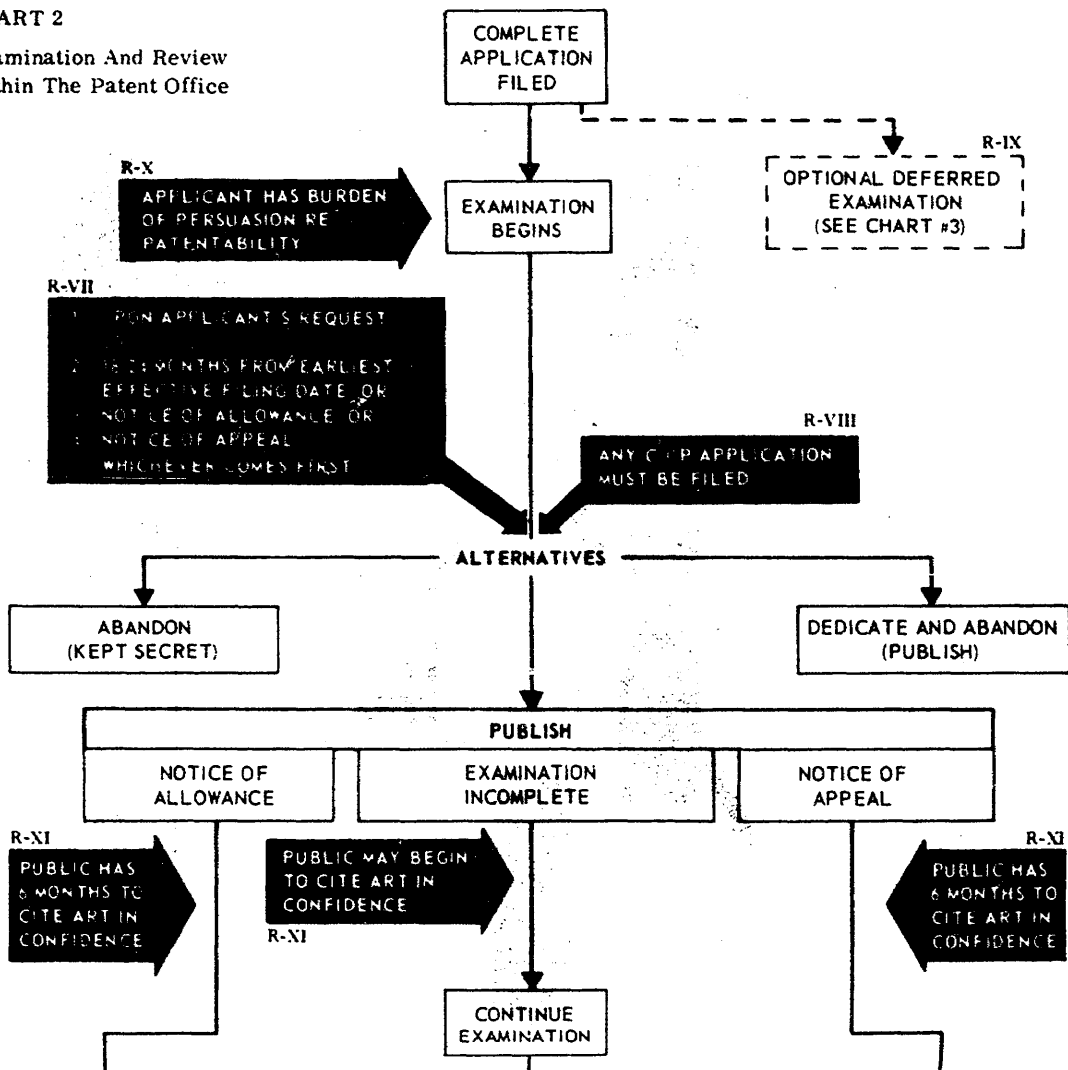 ART 2
amination And Review
thin The Patent Office
COMPLETE
APPLICATION
FILED
R-IX
OPTIONAL DEFERRED
EXAMINATION
(SEE CHART #3)
R-X
APPLICANT HAS BURDEN
OF PERSUASION RE
PATENTABILITY
EXAMINATION
BEGINS
R-VII
PON APPLICANT S REQUEST
2 MONTHS FROM EARLIEST
EFFECTIVE FILING DATE OR
NOTICE OF ALLOWANCE OR
NOTICE OF APPEAL
WHICHEVER COMES FIRST
R-VIII
ANY C-I-P APPLICATION
MUST BE FILED
ALTERNATIVES
ABANDON
(KEPT SECRET)
DEDICATE AND ABANDON
(PUBLISH)
PUBLISH
NOTICE OF
ALLOWANCE
EXAMINATION
INCOMPLETE
NOTICE OF
APPEAL
R-XI
PUBLIC HAS
6 MONTHS TO
CITE ART IN
CONFIDENCE
PUBLIC MAY BEGIN
TO CITE ART IN
CONFIDENCE
R-XI
R-XI
PUBLIC HAS
6 MONTHS TO
CITE ART IN
CONFIDENCE
CONTINUE
EXAMINATION